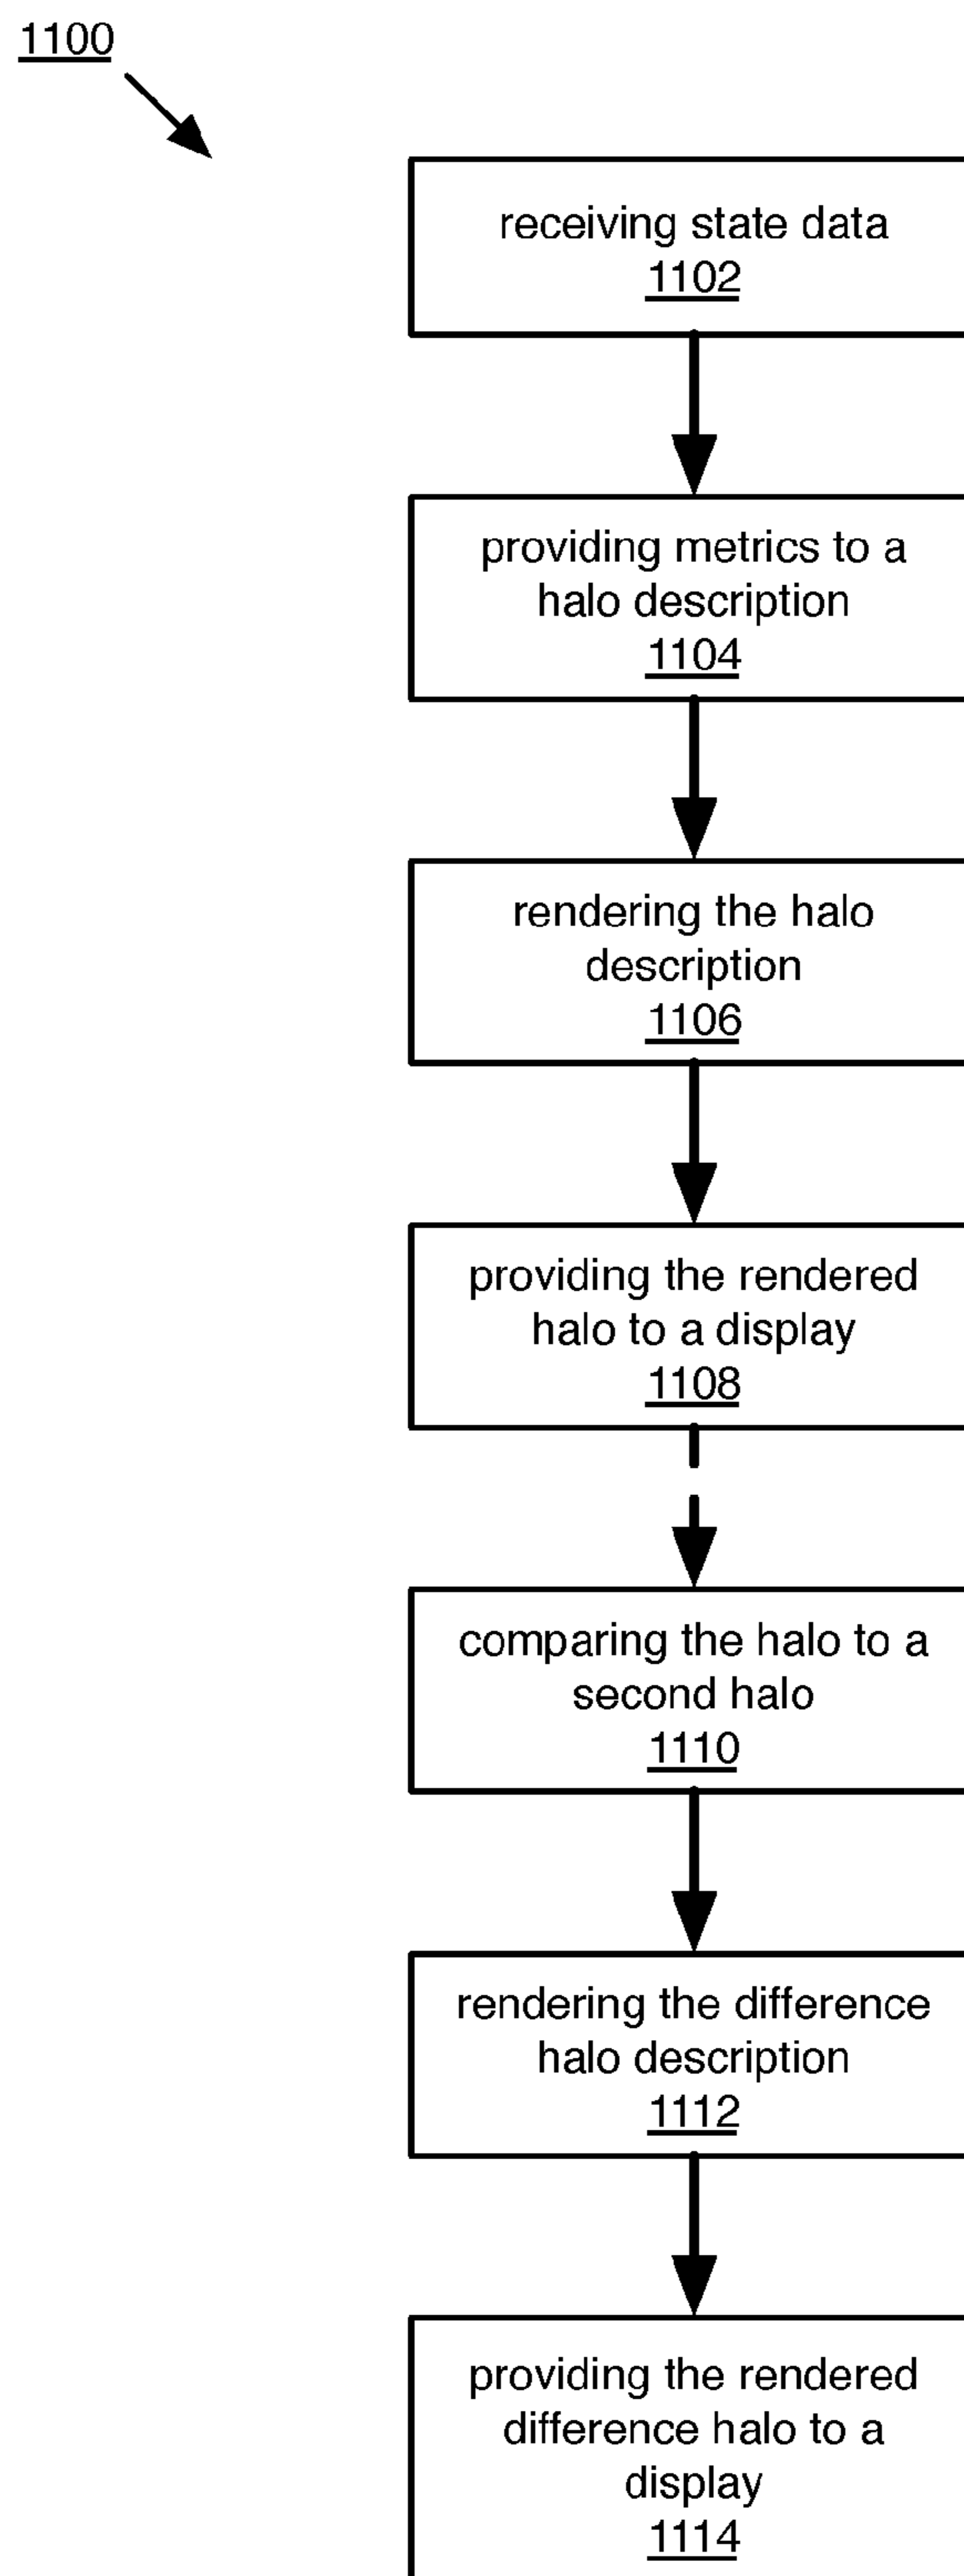 1100
receiving state data
1102
providing metrics to a
halo description
1104
rendering the halo
description
1106
providing the rendered
halo to a display
1108
comparing the halo to a
second halo
1110
rendering the difference
halo description
1112
providing the rendered
difference halo to a
display
1114